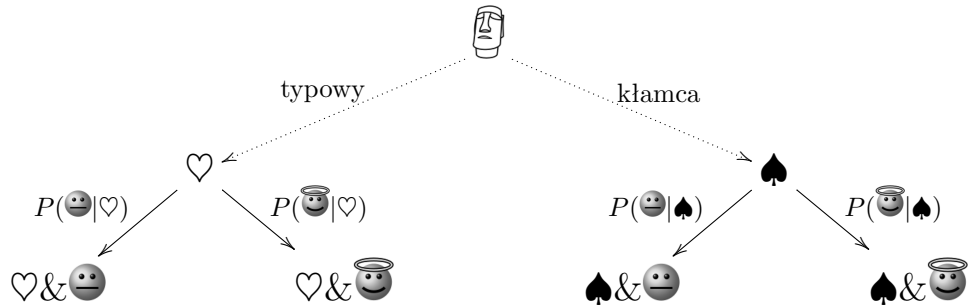 typowy kłamca
♡ ♠
P(😐|♡) P(😇|♡) P(😐|♠) P(😇|♠)
♡&😐 ♡&😇 ♠&😐 ♠&😇